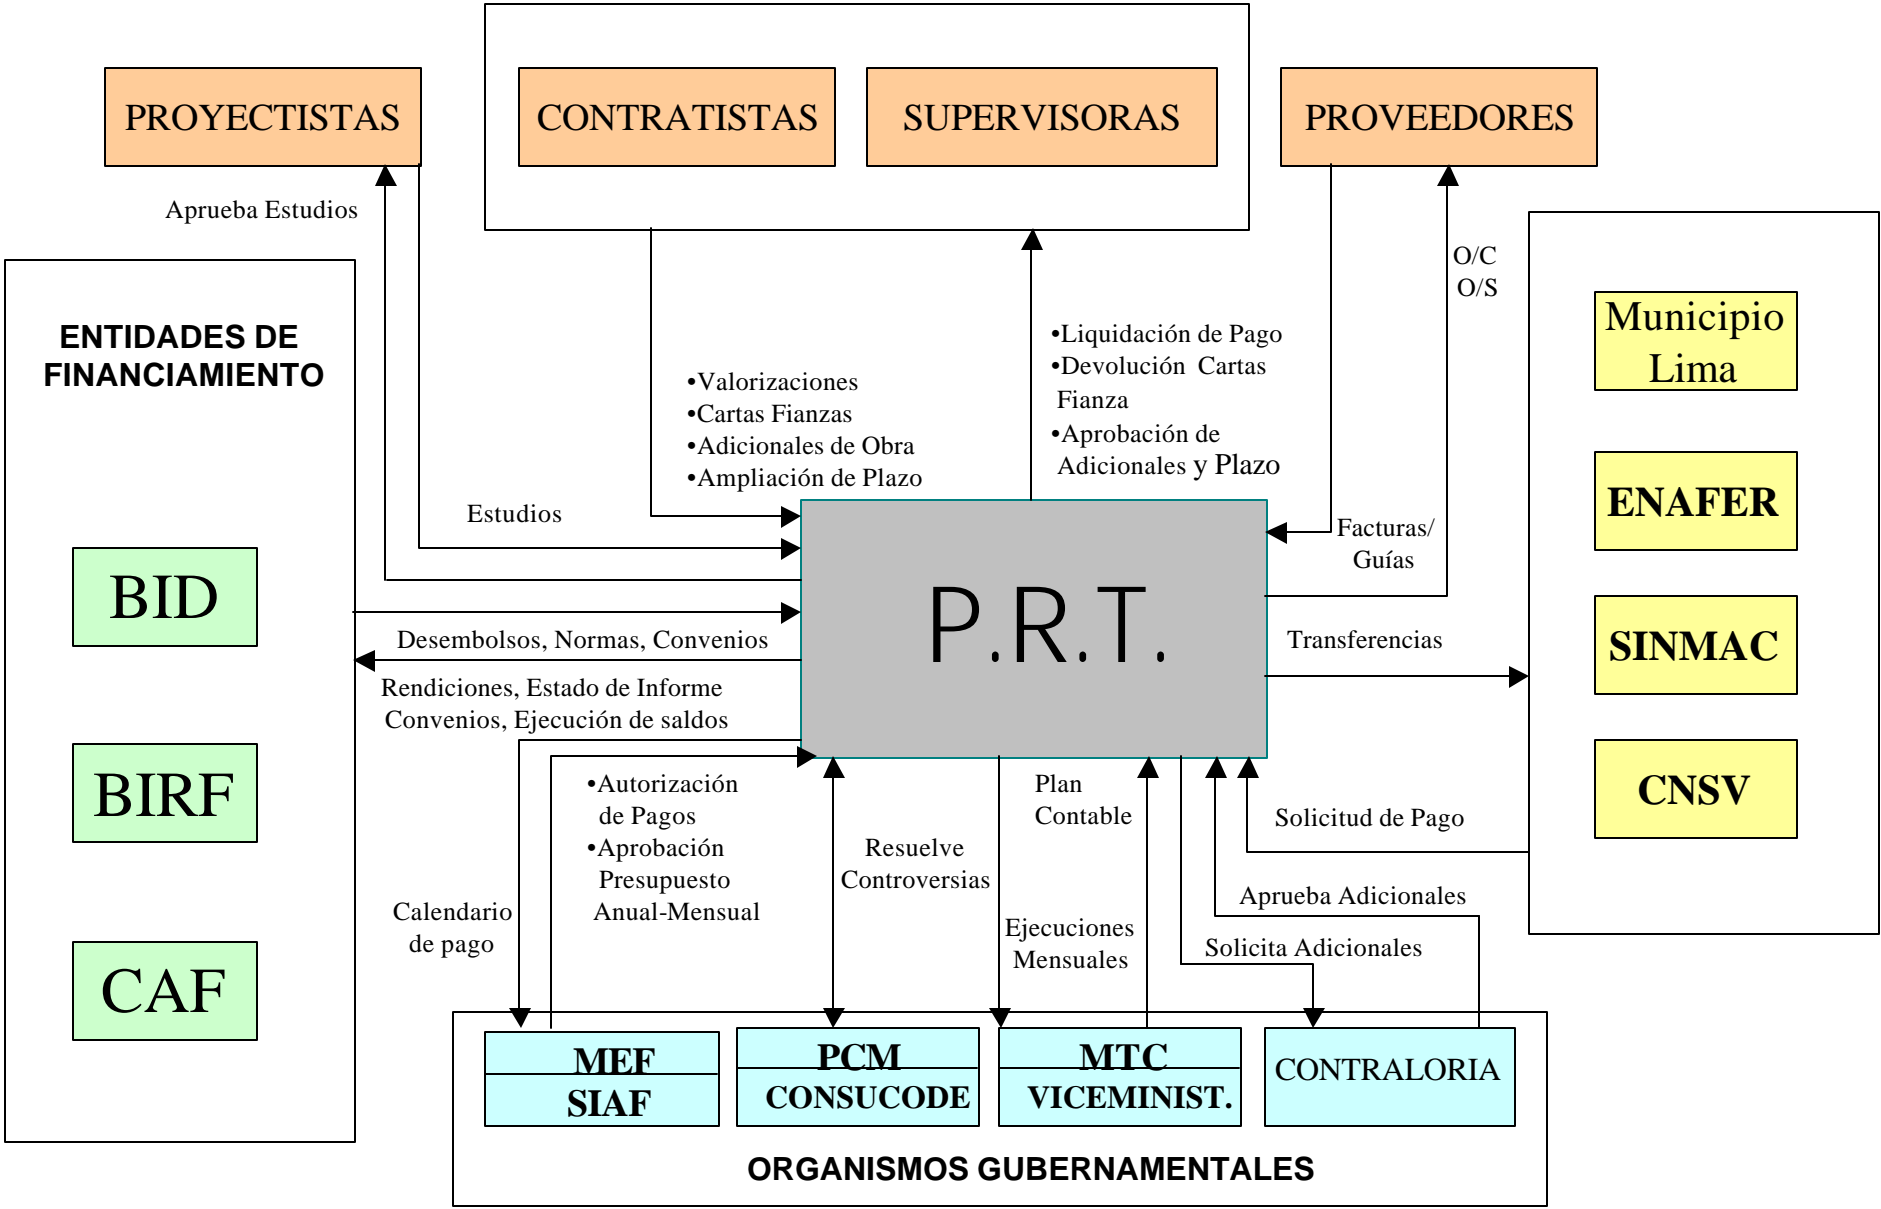 PROYECTISTAS
CONTRATISTAS
SUPERVISORAS
PROVEEDORES
Aprueba Estudios
O/C
O/S
ENTIDADES DE
FINANCIAMIENTO
BID
BIRF
CAF
•Valorizaciones
•Cartas Fianzas
•Adicionales de Obra
•Ampliación de Plazo
•Liquidación de Pago
•Devolución Cartas
Fianza
•Aprobación de
Adicionales y Plazo
Municipio
Lima
ENAFER
SINMAC
CNSV
Estudios
Facturas/
Guías
P.R.T.
Desembolsos, Normas, Convenios
Transferencias
Rendiciones, Estado de Informe
Convenios, Ejecución de saldos
•Autorización
de Pagos
•Aprobación
Presupuesto
Anual-Mensual
Plan
Contable
Solicitud de Pago
Resuelve
Controversias
Calendario
de pago
Ejecuciones
Mensuales
Aprueba Adicionales
Solicita Adicionales
MEF
SIAF
PCM
CONSUCODE
MTC
VICEMINIST.
CONTRALORIA
ORGANISMOS GUBERNAMENTALES